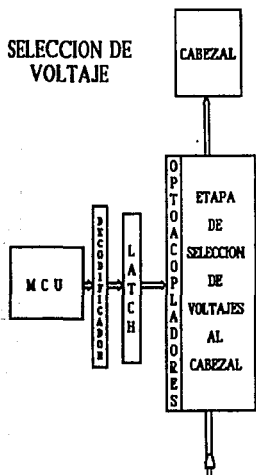 SELECCION DE
VOLTAJE
CABEZAL
MCU
DECODIFICADOR
LATCH
OPTOACOPLADORES
ETAPA
DE
SELECCION
DE
VOLTAJES
AL
CABEZAL